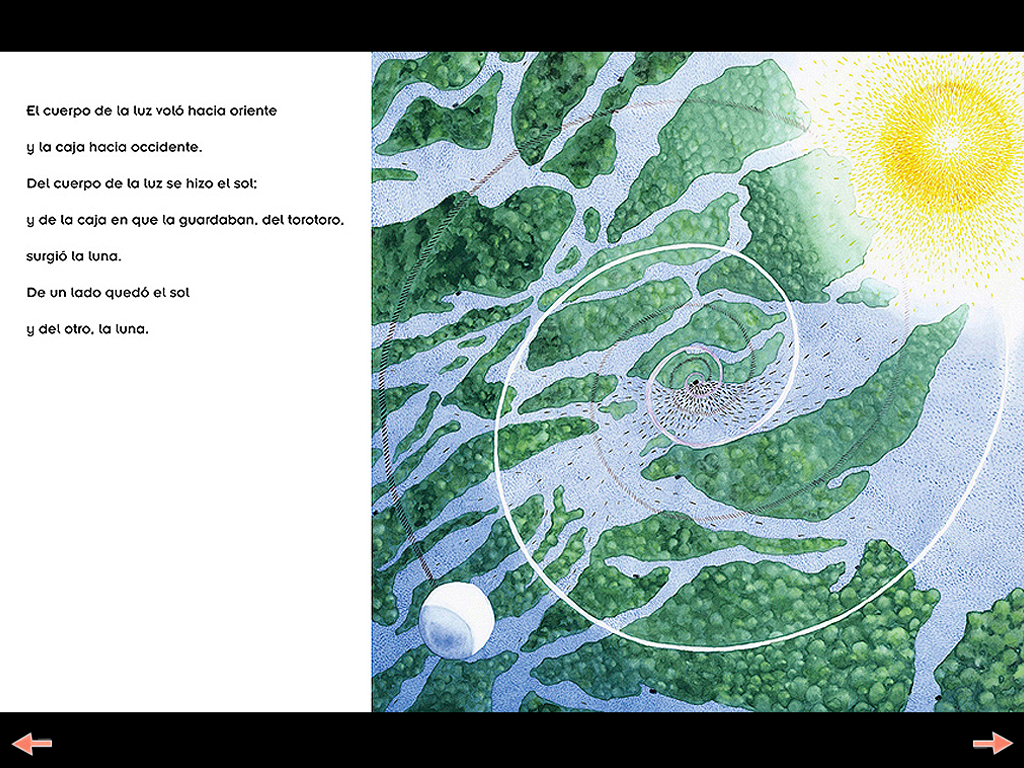 El cuerpo de la luz voló hacia oriente
y la caja hacia occidente.
Del cuerpo de la luz se hizo el sol;
y de la caja en que la guardaban, del torotoro,
surgió la luna.
De un lado quedó el sol
y del otro, la luna.